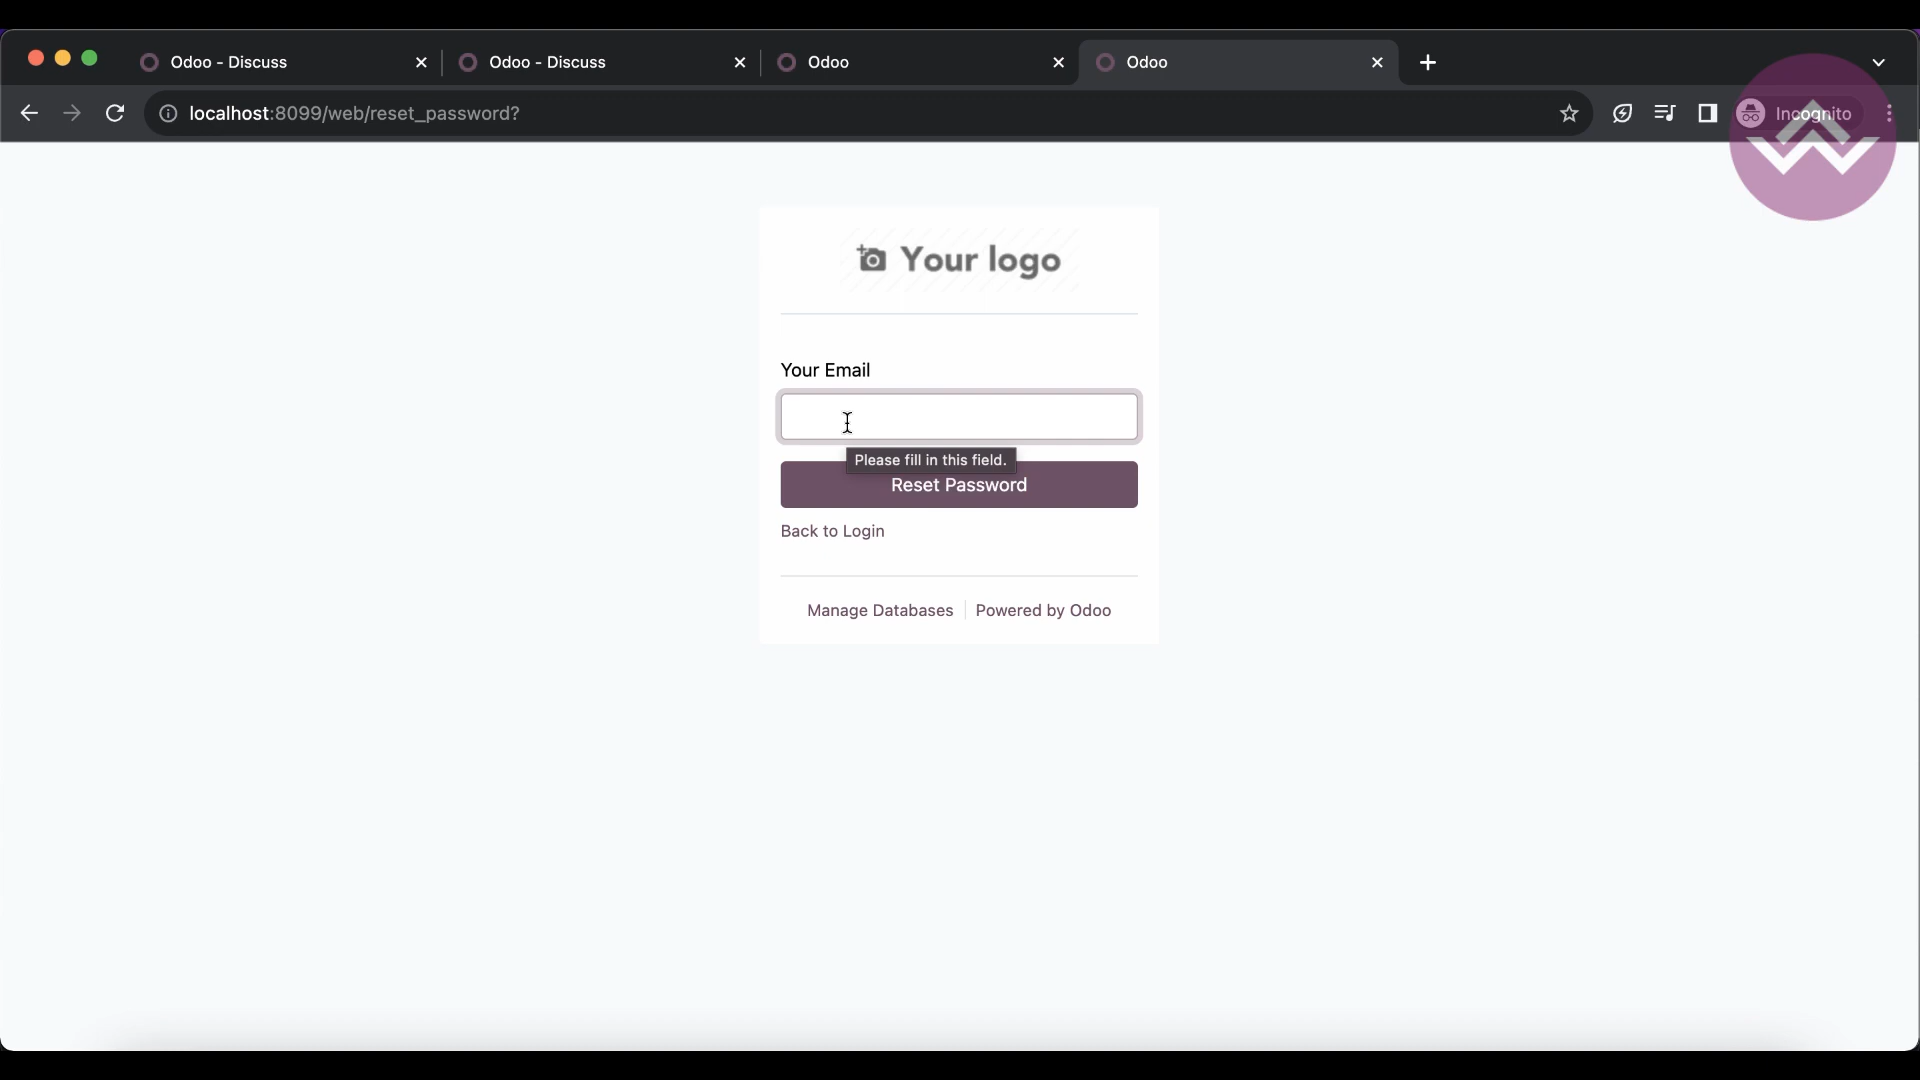 Odoo - Discuss
Odoo - Discuss
Odoo
Odoo
localhost:8099/web/reset_password?
Incognito
Your logo
Your Email
Please fill in this field.
Reset Password
Back to Login
Manage Databases
Powered by Odoo